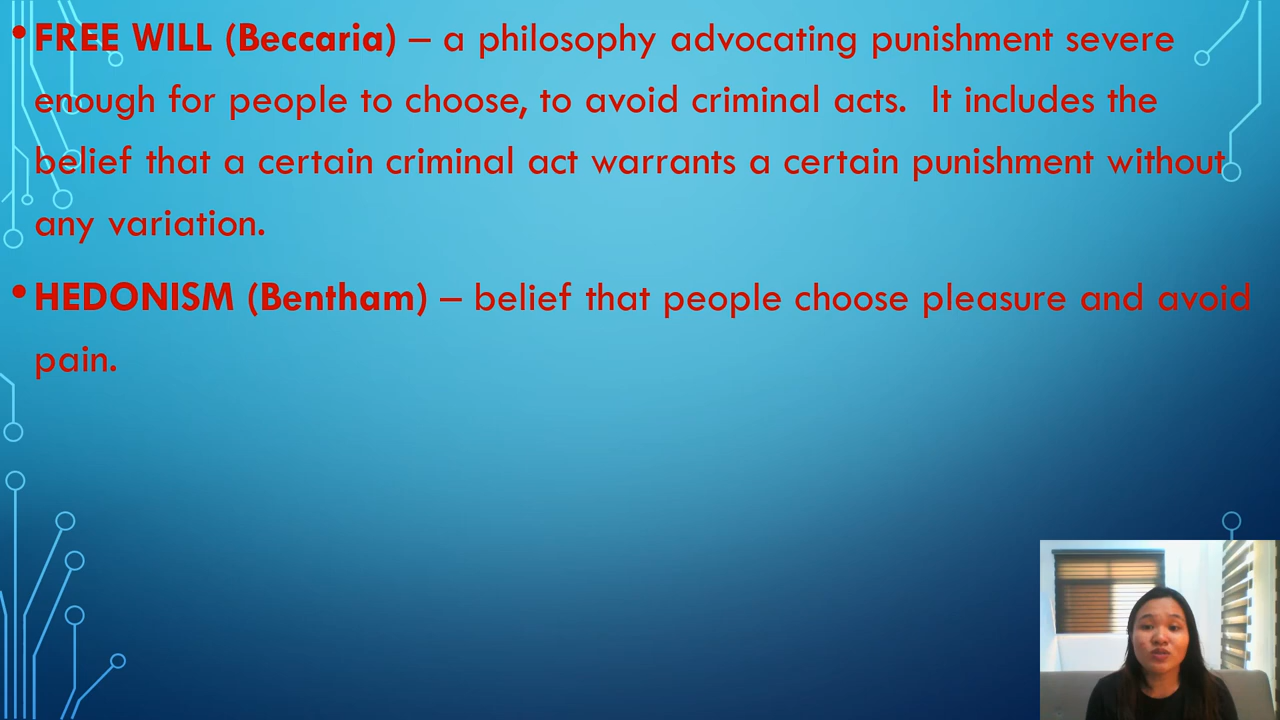 • FREE WILL (Beccaria) – a philosophy advocating punishment severe
enough for people to choose, to avoid criminal acts.  It includes the
belief that a certain criminal act warrants a certain punishment without
any variation.
• HEDONISM (Bentham) – belief that people choose pleasure and avoid
pain.